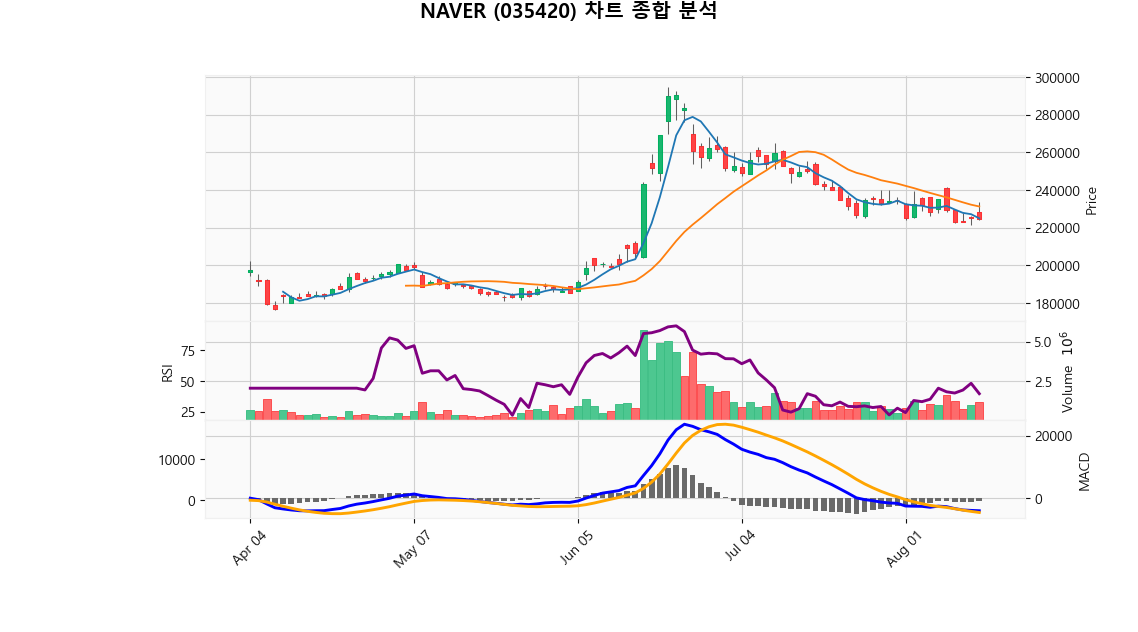 NAVER (035420) 차트 종합 분석
300000
280000
260000
240000
220000
200000
180000
Price
75
50
25
RSI
5.0
2.5
Volume 10^6
10000
0
20000
0
MACD
Apr 04
May 07
Jun 05
Jul 04
Aug 01